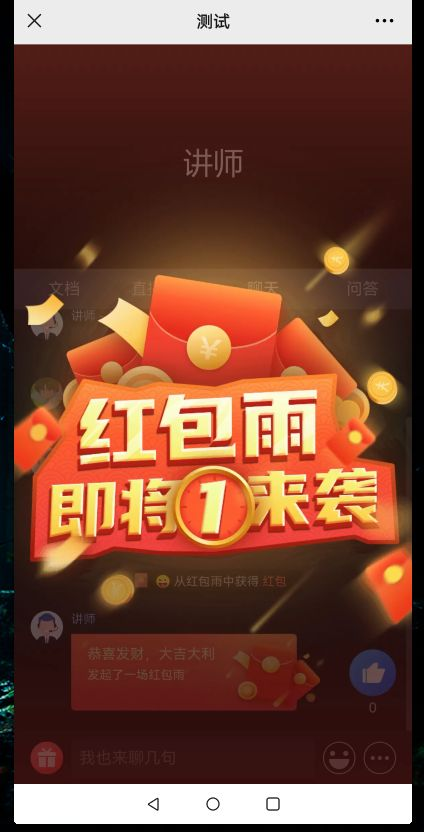 测试
讲师
文档
直播
聊天
问答
讲师
红包雨
即将1来袭
😝 从红包雨中获得 红包
讲师
恭喜发财，大吉大利
发起了一场红包雨
0
我也来聊几句